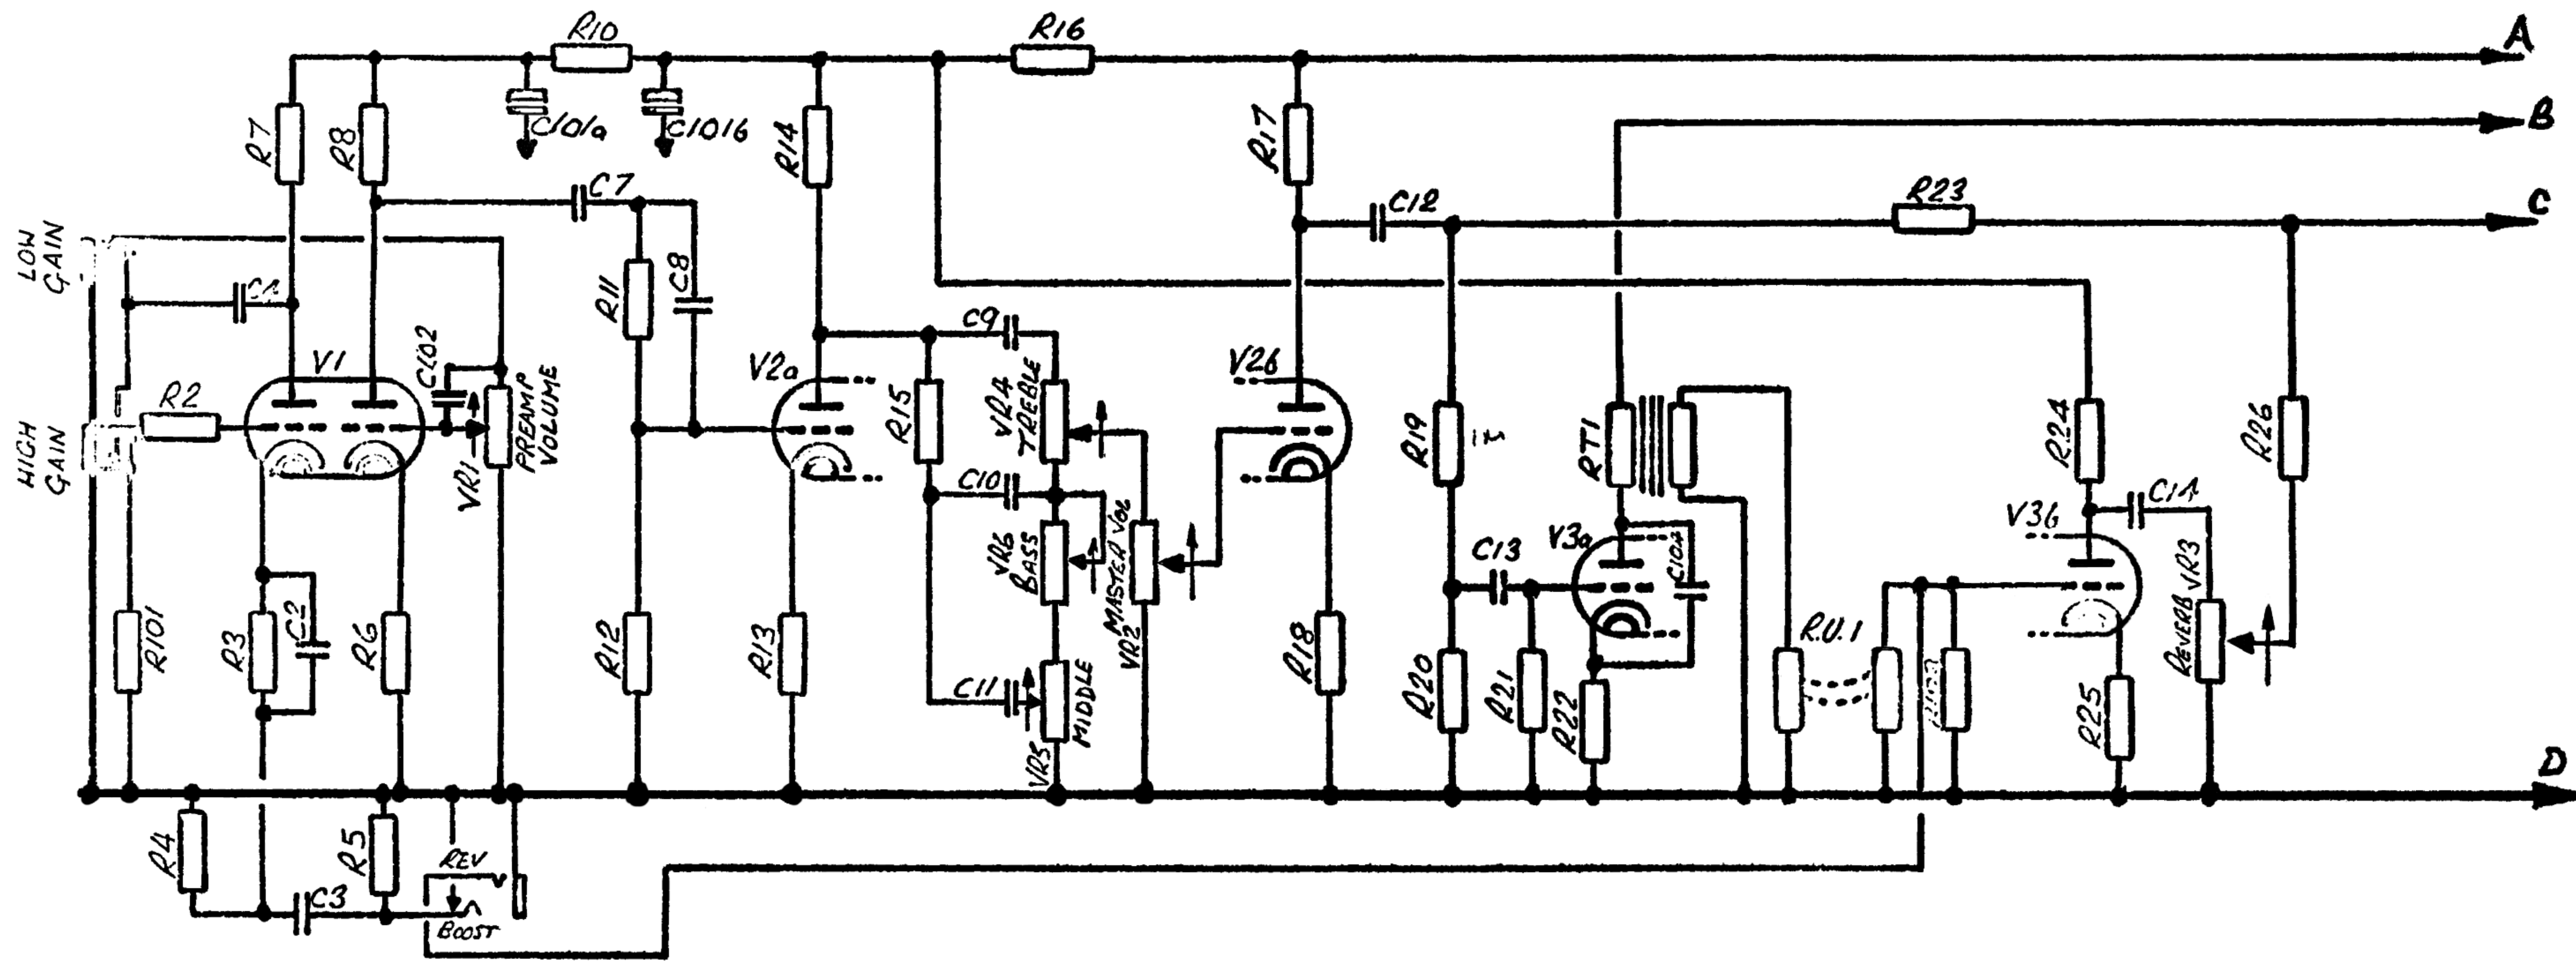 R10
R16
A
R7
R8
C101a
C101b
R14
R17
B
C7
C12
R23
C
LOW GAIN
C4
R11
C8
C9
V1
C102
V2a
R15
VR4 TREBLE
V2b
R19
RT1
R24
R26
HIGH GAIN
R2
VR1
PREAMP VOLUME
C10
VR6 BASS
MASTER VOL
VR2
C13
V3a
C104
V3b
C14
R101
R3
C2
R6
R12
R13
C11
MIDDLE
VR5
R18
R20
R21
R22
R.U.1
R25
REVERB VR3
D
R4
R5
REV
C3
BOOST